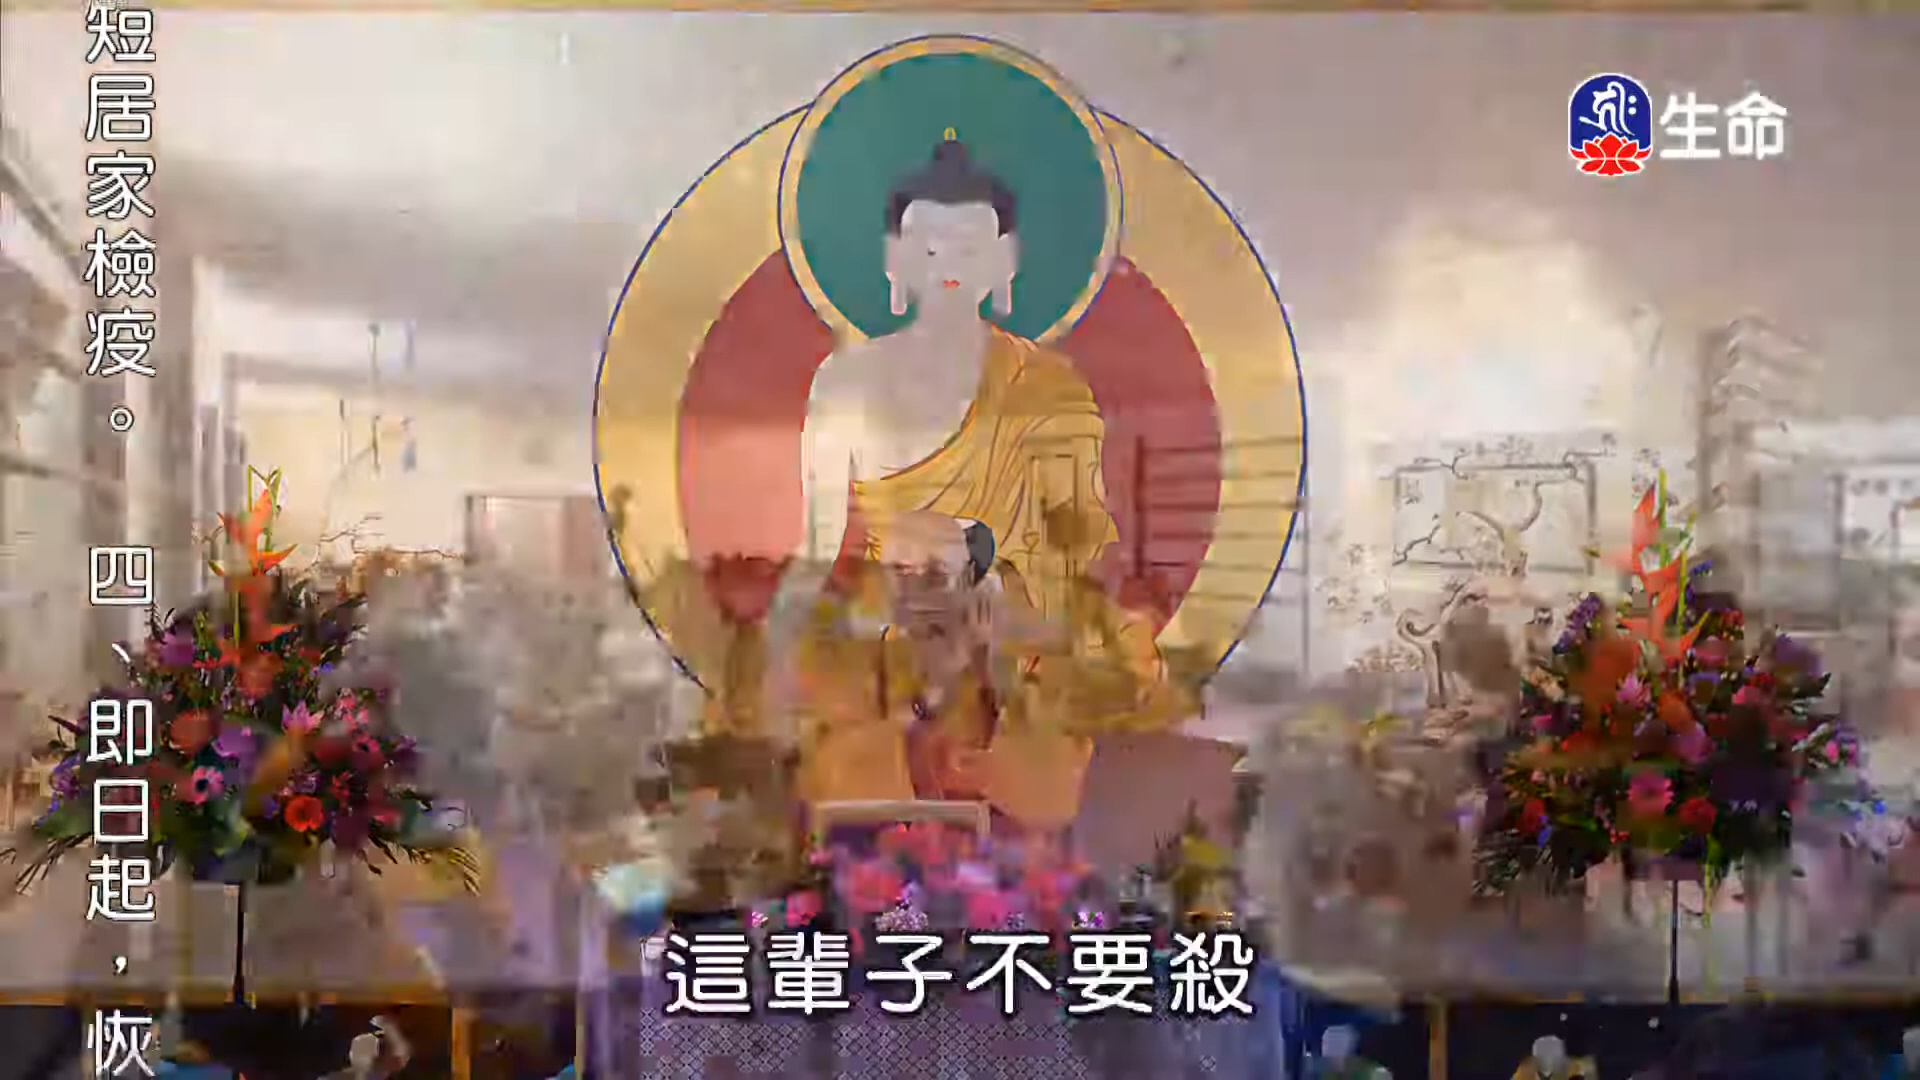 短居家檢疫。 四、即日起，恢
生命
這輩子不要殺